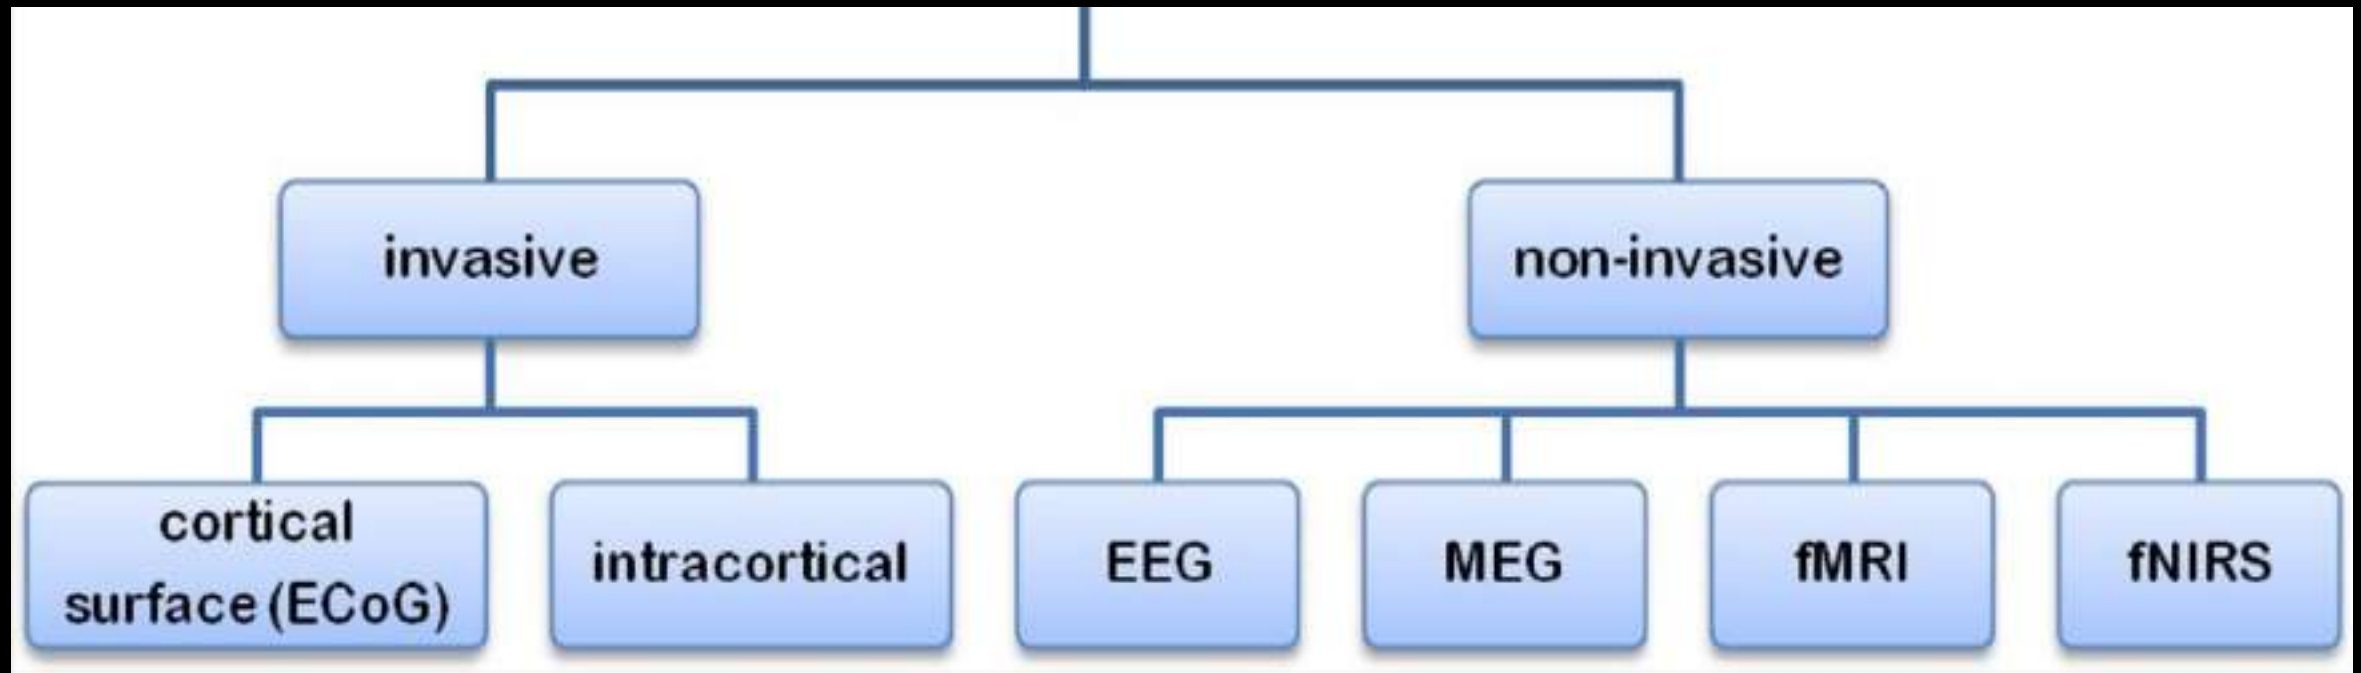 invasive
non-invasive
cortical
surface (ECoG)
intracortical
EEG
MEG
fMRI
fNIRS